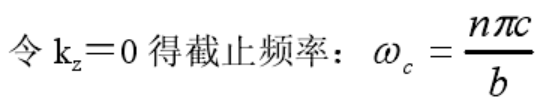 令 k_z=0 得截止频率： ω_c = nπc/b